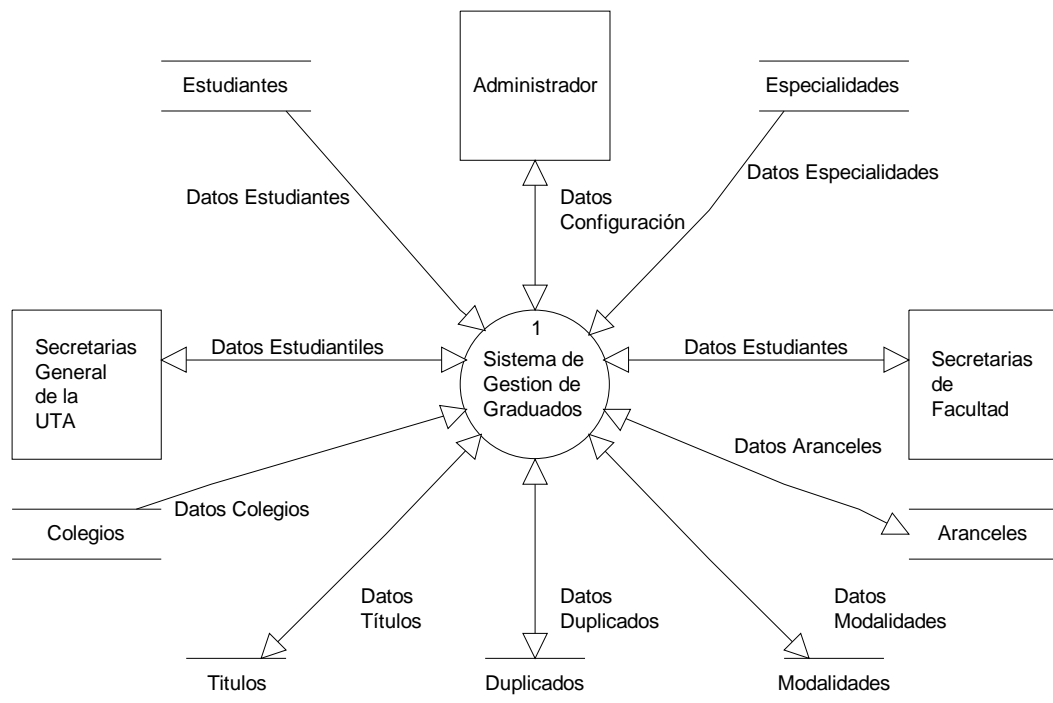 Estudiantes
Administrador
Especialidades
Datos Estudiantes
Datos
Configuración
Datos Especialidades
Secretarias
General
de la
UTA
Datos Estudiantiles
1
Sistema de
Gestion de
Graduados
Datos Estudiantes
Secretarias
de
Facultad
Datos Aranceles
Datos Colegios
Colegios
Aranceles
Datos
Títulos
Datos
Duplicados
Datos
Modalidades
Titulos
Duplicados
Modalidades